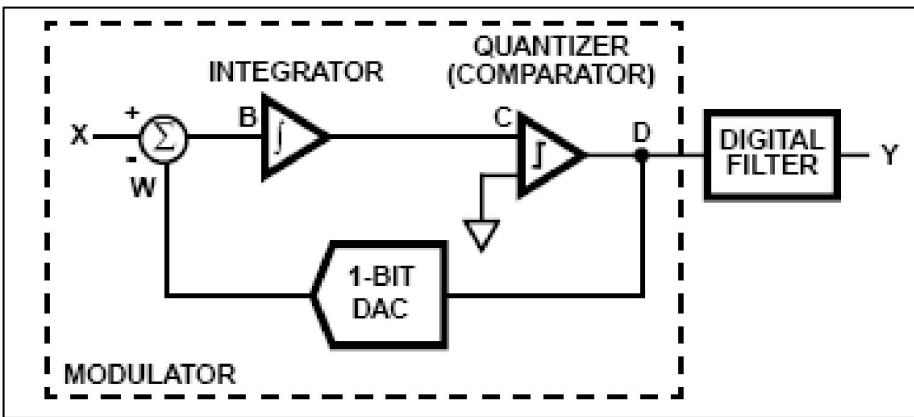 QUANTIZER
(COMPARATOR)
INTEGRATOR
X
+
-
Σ
W
B
∫
C
D
DIGITAL
FILTER
Y
1-BIT
DAC
MODULATOR